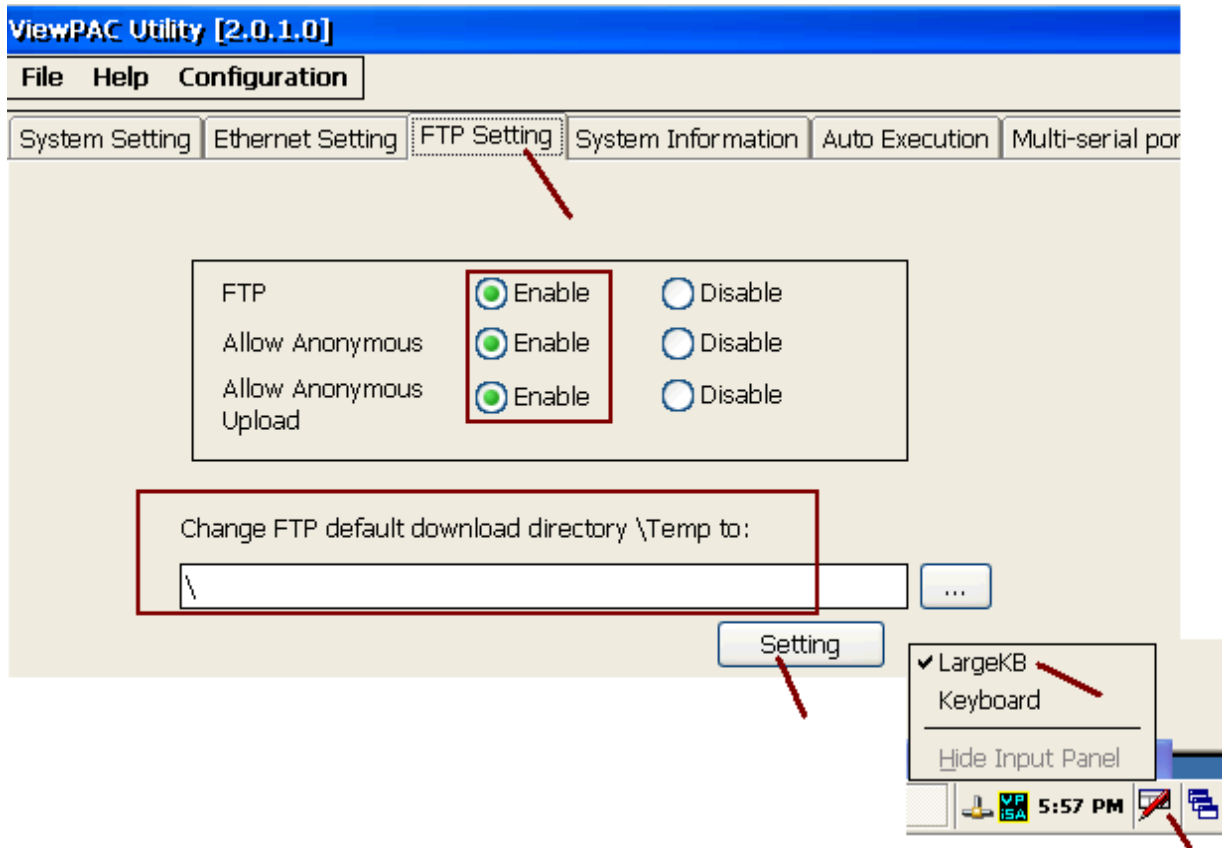 ViewPAC Utility [2.0.1.0]
File Help Configuration
System Setting Ethernet Setting FTP Setting System Information Auto Execution Multi-serial por
FTP Enable Disable
Allow Anonymous Enable Disable
Allow Anonymous Upload Enable Disable
Change FTP default download directory \Temp to:
\ ...
Setting
LargeKB
Keyboard
Hide Input Panel
VP iSA 5:57 PM